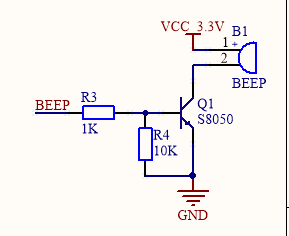 VCC_3.3V
B1
1
+
2
BEEP
BEEP
R3
1K
Q1
S8050
R4
10K
GND